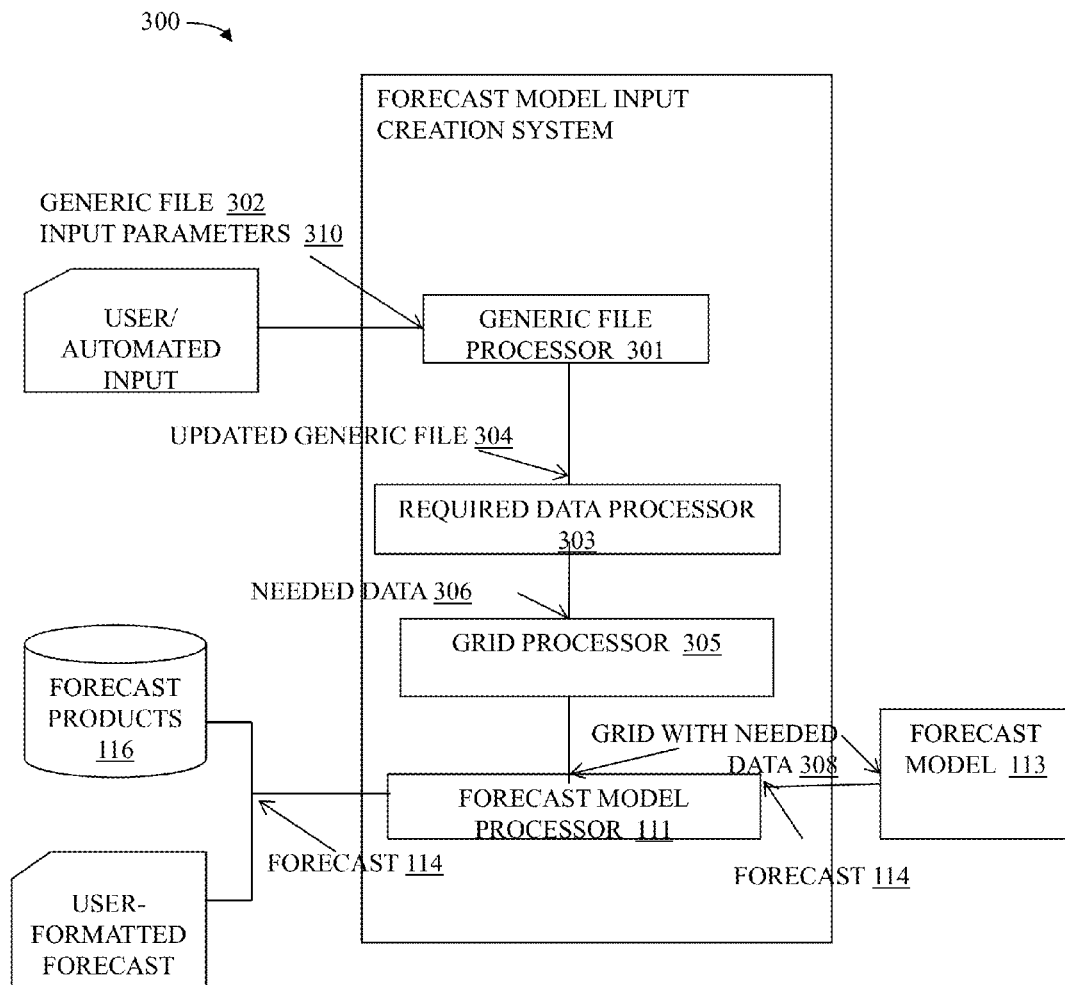 300
FORECAST MODEL INPUT
CREATION SYSTEM
GENERIC FILE 302
INPUT PARAMETERS 310
USER/
AUTOMATED
INPUT
GENERIC FILE
PROCESSOR 301
UPDATED GENERIC FILE 304
REQUIRED DATA PROCESSOR
303
NEEDED DATA 306
GRID PROCESSOR 305
FORECAST
PRODUCTS
116
GRID WITH NEEDED
DATA 308
FORECAST
MODEL 113
FORECAST MODEL
PROCESSOR 111
FORECAST 114
FORECAST 114
USER-
FORMATTED
FORECAST